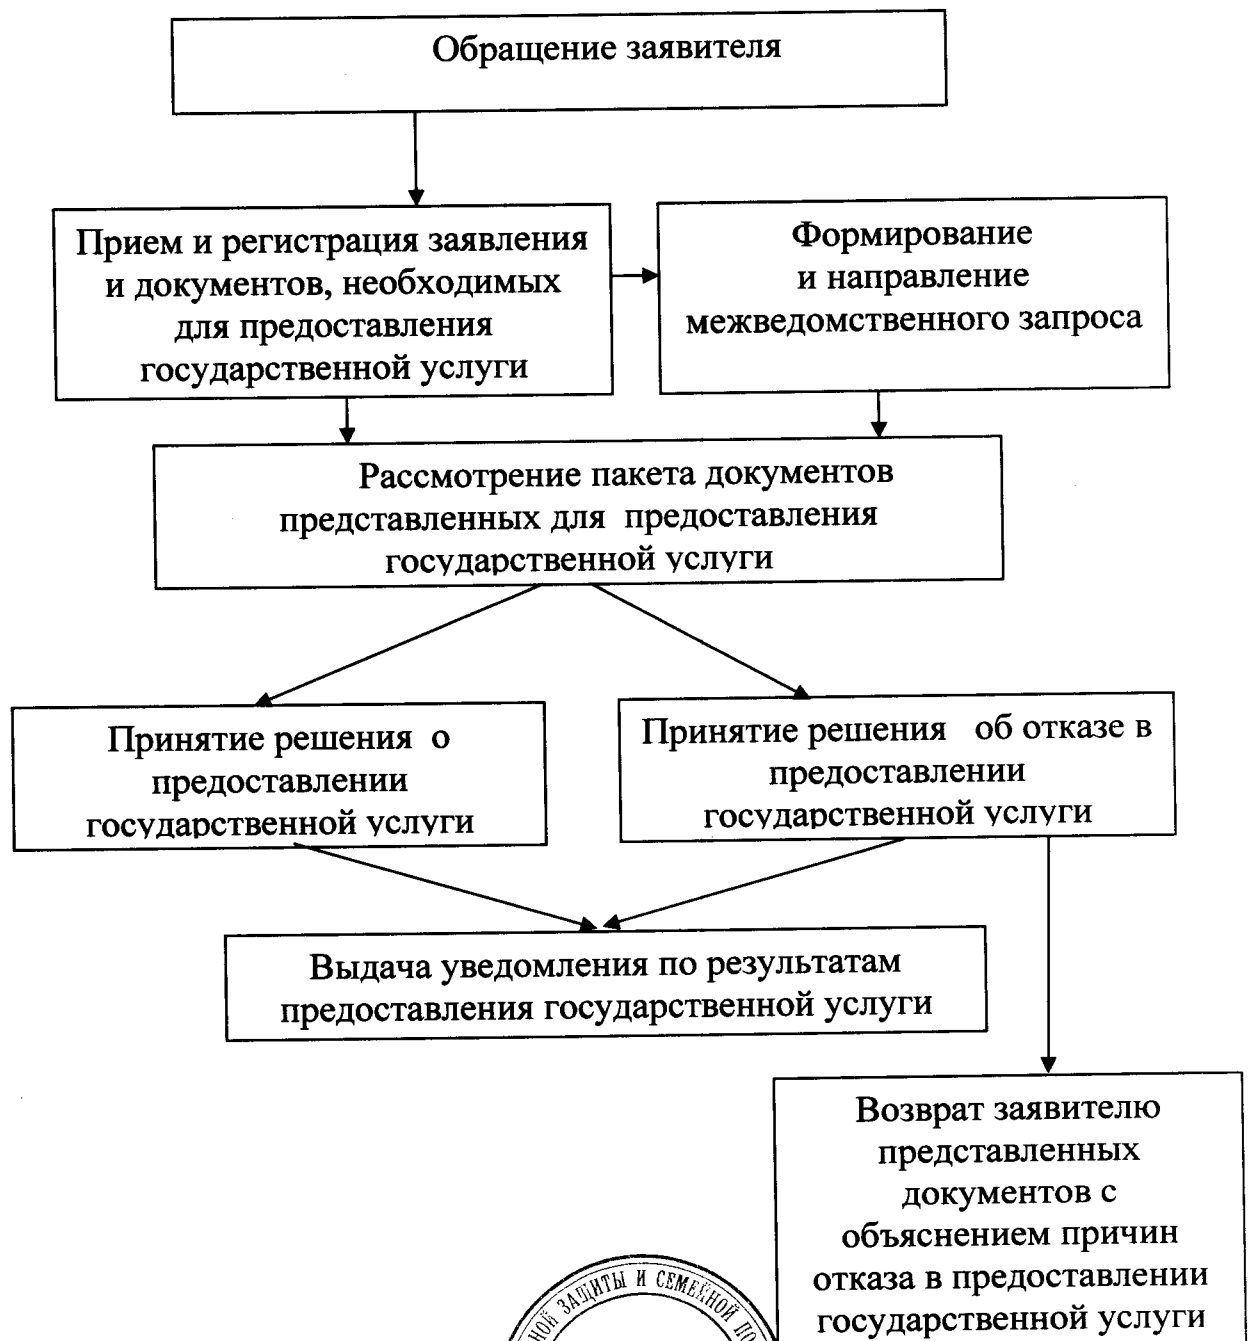 Обращение заявителя
Прием и регистрация заявления
и документов, необходимых
для предоставления
государственной услуги
Формирование
и направление
межведомственного запроса
Рассмотрение пакета документов
представленных для предоставления
государственной услуги
Принятие решения о
предоставлении
государственной услуги
Принятие решения об отказе в
предоставлении
государственной услуги
Выдача уведомления по результатам
предоставления государственной услуги
Возврат заявителю
представленных
документов с
объяснением причин
отказа в предоставлении
государственной услуги
ЗАЩИТЫ И СЕМЕЙНОЙ